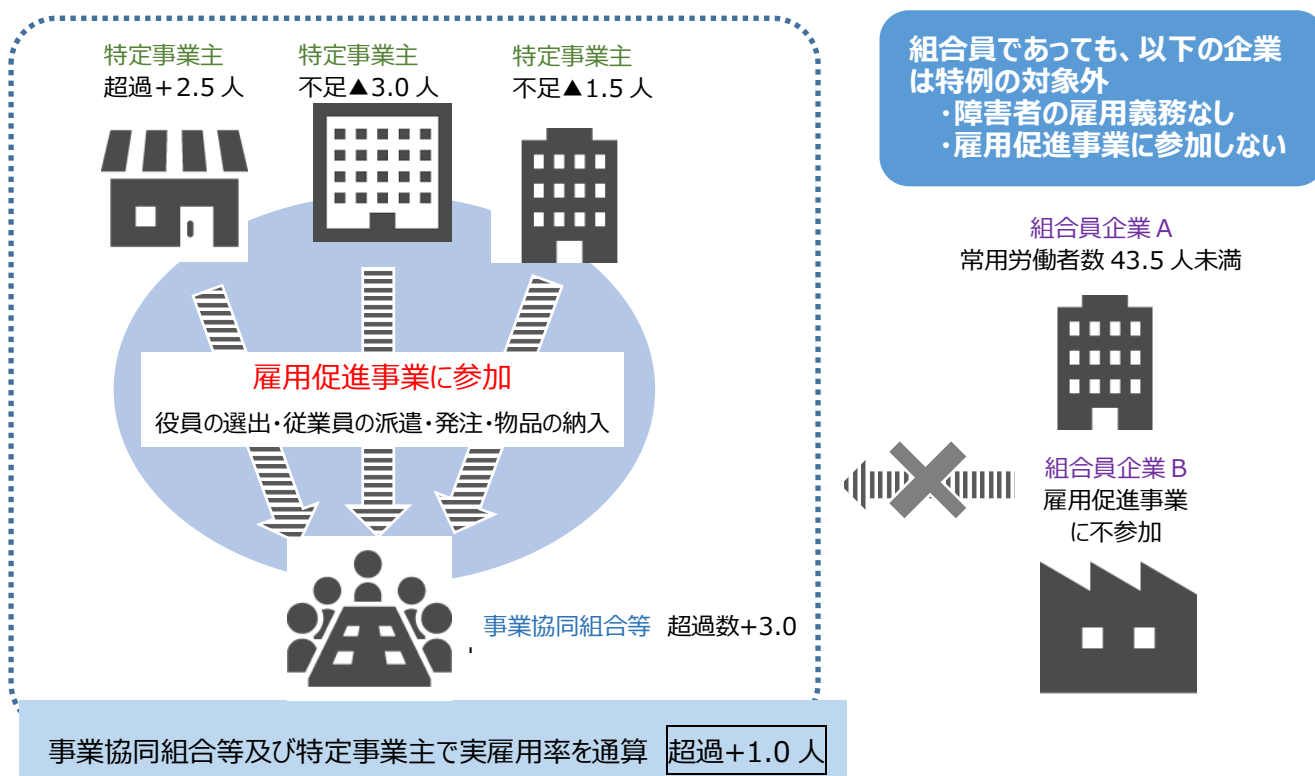 特定事業主
超過+2.5 人
特定事業主
不足▲3.0 人
特定事業主
不足▲1.5 人
雇用促進事業に参加
役員の選出・従業員の派遣・発注・物品の納入
事業協同組合等 超過数+3.0
事業協同組合等及び特定事業主で実雇用率を通算 超過+1.0 人
組合員であっても、以下の企業
は特例の対象外
・障害者の雇用義務なし
・雇用促進事業に参加しない
組合員企業 A
常用労働者数 43.5 人未満
組合員企業 B
雇用促進事業
に不参加